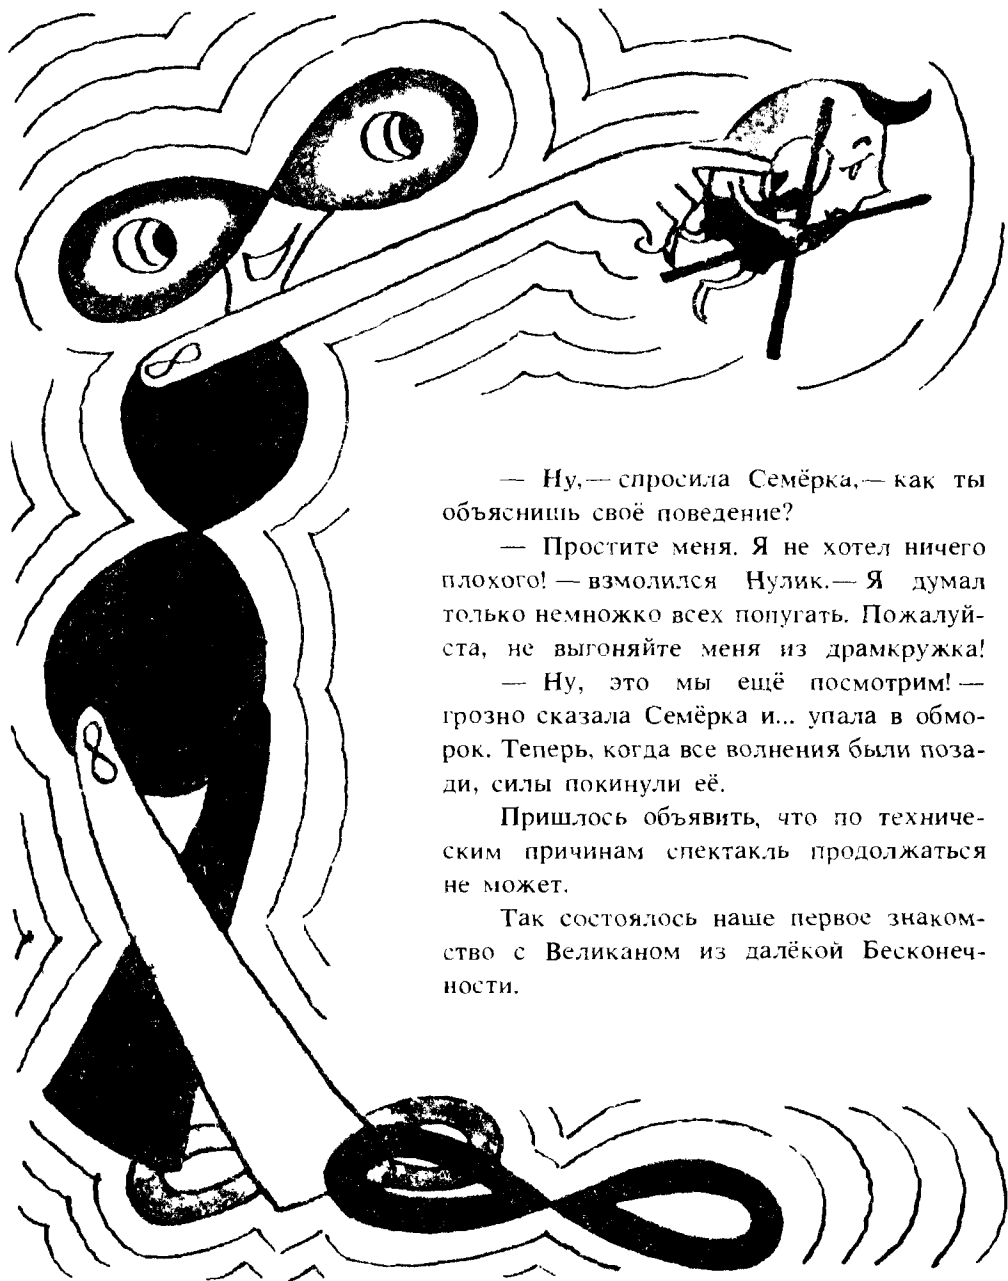 — Ну,— спросила Семёрка,— как ты
объяснишь своё поведение?
— Простите меня. Я не хотел ничего
плохого! — взмолился Нулик.— Я думал
только немножко всех попугать. Пожалуй-
ста, не выгоняйте меня из драмкружка!
— Ну, это мы ещё посмотрим! —
грозно сказала Семёрка и... упала в обмо-
рок. Теперь, когда все волнения были поза-
ди, силы покинули её.
Пришлось объявить, что по техниче-
ским причинам спектакль продолжаться
не может.
Так состоялось наше первое знаком-
ство с Великаном из далёкой Бесконеч-
ности.